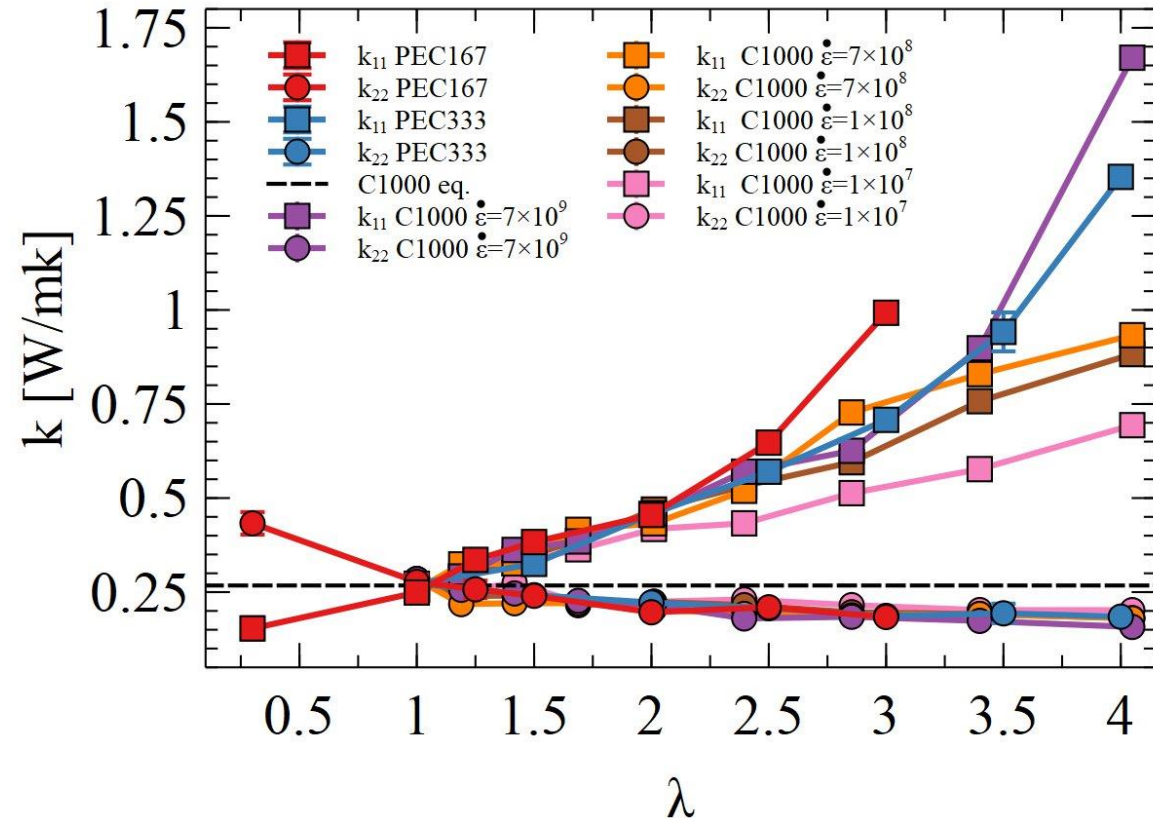 k [W/mk]
1.75
1.5
1.25
1
0.75
0.5
0.25
k₁₁ PEC167
k₂₂ PEC167
k₁₁ PEC333
k₂₂ PEC333
C1000 eq.
k₁₁ C1000 ε̇=7×10⁹
k₂₂ C1000 ε̇=7×10⁹
k₁₁ C1000 ε̇=7×10⁸
k₂₂ C1000 ε̇=7×10⁸
k₁₁ C1000 ε̇=1×10⁸
k₂₂ C1000 ε̇=1×10⁸
k₁₁ C1000 ε̇=1×10⁷
k₂₂ C1000 ε̇=1×10⁷
0.5 1 1.5 2 2.5 3 3.5 4
λ